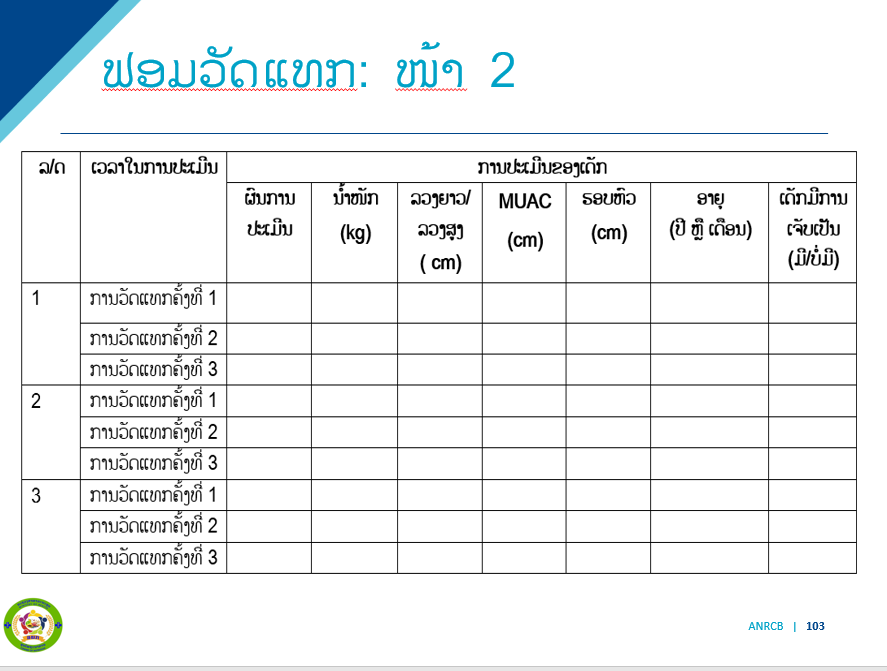 ຟອມວັດແທກ: ໜ້າ 2
ລ/ດ
ເວລາໃນການປະເມີນ
ການປະເມີນຂອງເດັກ
ຜົນການ
ປະເມີນ
ນ້ຳໜັກ
(kg)
ລວງຍາວ/
ລວງສູງ
( cm)
MUAC
(cm)
ຮອບຫົວ
(cm)
ອາຍຸ
(ປີ ຫຼື ເດືອນ)
ເດັກມີການ
ເຈັບເປັນ
(ມີ/ບໍ່ມີ)
1
ການວັດແທກຄັ້ງທີ່ 1
ການວັດແທກຄັ້ງທີ່ 2
ການວັດແທກຄັ້ງທີ່ 3
2
ການວັດແທກຄັ້ງທີ່ 1
ການວັດແທກຄັ້ງທີ່ 2
ການວັດແທກຄັ້ງທີ່ 3
3
ການວັດແທກຄັ້ງທີ່ 1
ການວັດແທກຄັ້ງທີ່ 2
ການວັດແທກຄັ້ງທີ່ 3
ANRCB | 103